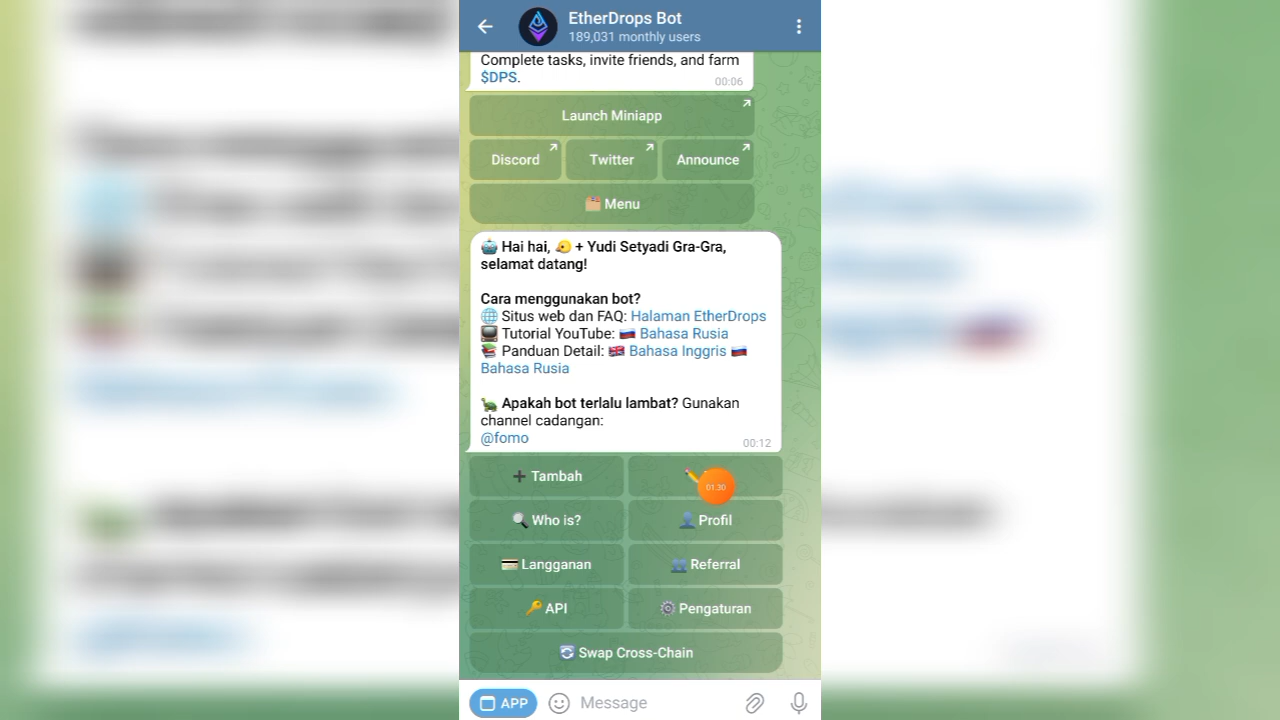 EtherDrops Bot
189,031 monthly users
Complete tasks, invite friends, and farm
$DPS.
00:06
Launch Miniapp
Discord
Twitter
Announce
Menu
Hai hai, + Yudi Setyadi Gra-Gra,
selamat datang!
Cara menggunakan bot?
Situs web dan FAQ: Halaman EtherDrops
Tutorial YouTube: Bahasa Rusia
Panduan Detail: Bahasa Inggris
Bahasa Rusia
Apakah bot terlalu lambat? Gunakan
channel cadangan:
@fomo
00:12
Tambah
01:30
Who is?
Profil
Langganan
Referral
API
Pengaturan
Swap Cross-Chain
APP
Message